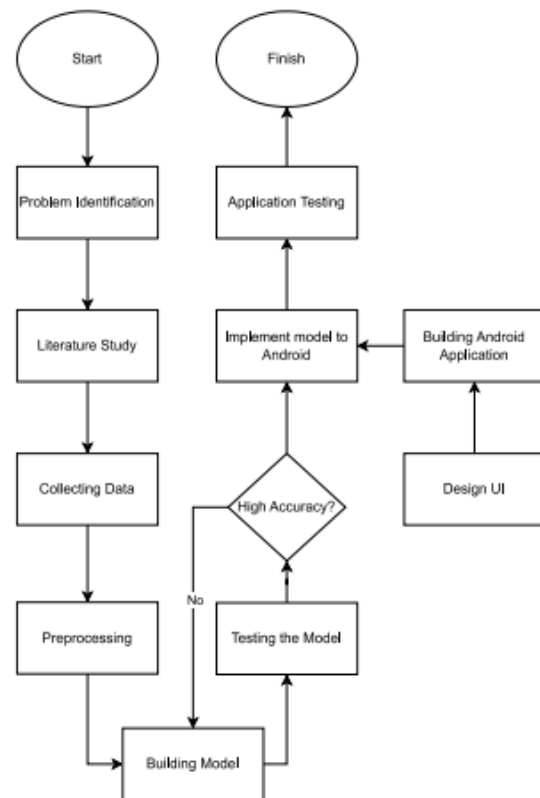 Start
Problem Identification
Literature Study
Collecting Data
Preprocessing
Building Model
Testing the Model
High Accuracy?
No
Implement model to
Android
Design UI
Building Android
Application
Application Testing
Finish